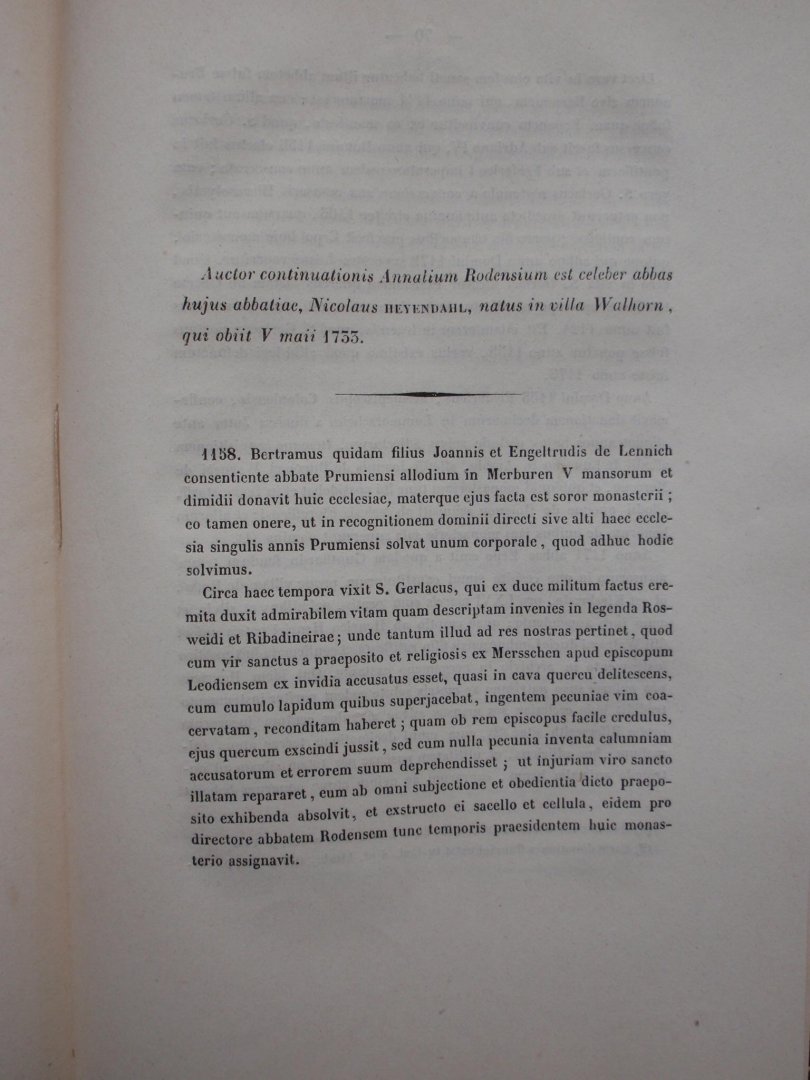 Auctor continuationis Annalium Rodensium est celeber abbas
hujus abbatiae, Nicolaus HEYENDAHL, natus in villa Walhorn,
qui obiit V maii 1733.
1158. Bertramus quidam filius Joannis et Engeltrudis de Lennich
consentiente abbate Prumiensi allodium in Merburen V mansorum et
dimidii donavit huic ecclesiae, materque ejus facta est soror monasterii ;
eo tamen onere, ut in recognitionem dominii directi sive alti haec eccle-
sia singulis annis Prumiensi solvat unum corporale, quod adhuc hodie
solvimus.
Circa haec tempora vixit S. Gerlacus, qui ex duce militum factus ere-
mita duxit admirabilem vitam quam descriptam invenies in legenda Ros-
weidi et Ribadineirae ; unde tantum illud ad res nostras pertinet, quod
cum vir sanctus a praeposito et religiosis ex Mersschen apud episcopum
Leodiensem ex invidia accusatus esset, quasi in cava quercu delitescens,
cum cumulo lapidum quibus superjacebat, ingentem pecuniae vim coa-
cervatam, reconditam haberet ; quam ob rem episcopus facile credulus,
ejus quercum exscindi jussit, sed cum nulla pecunia inventa calumniam
accusatorum et errorem suum deprehendisset ; ut injuriam viro sancto
illatam repararet, eum ab omni subjectione et obedientia dicto praepo-
sito exhibenda absolvit, et exstructo ei sacello et cellula, eidem pro
directore abbatem Rodensem tunc temporis praesidentem huic monas-
terio assignavit.